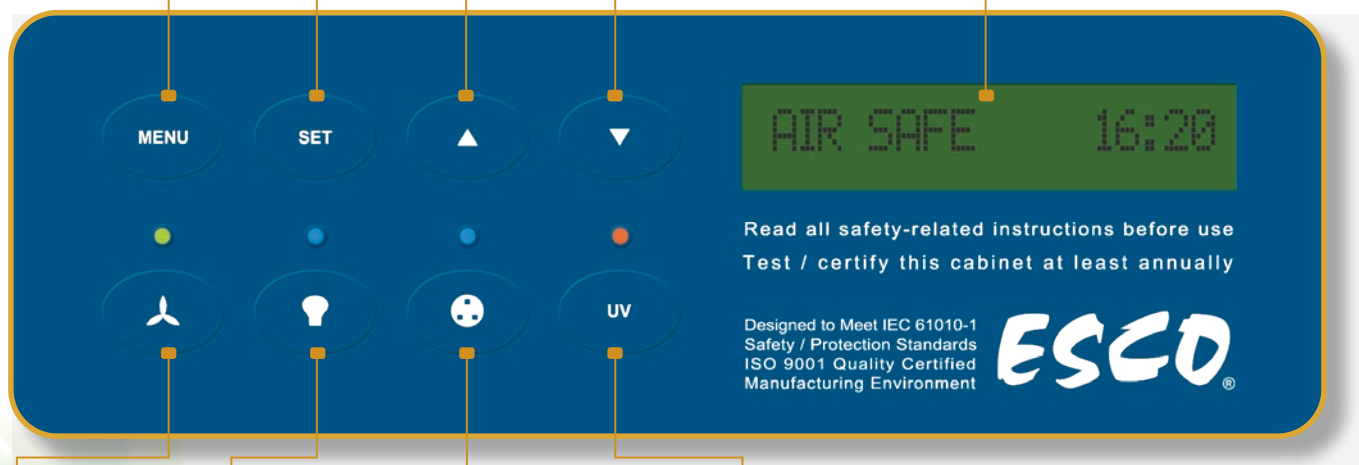 MENU SET
AIR SAFE 16:20
UV
Read all safety-related instructions before use
Test / certify this cabinet at least annually
Designed to Meet IEC 61010-1
Safety / Protection Standards
ISO 9001 Quality Certified
Manufacturing Environment
ESCO®